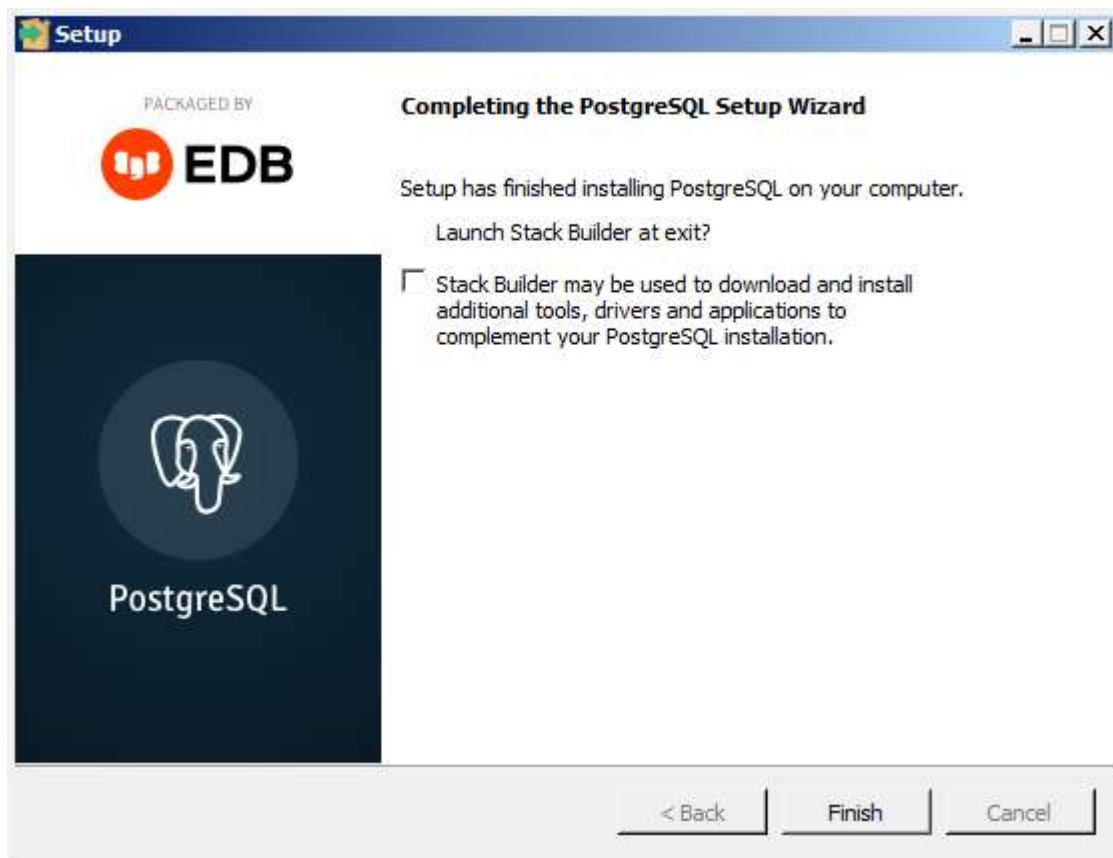 Setup
PACKAGED BY
EDB
PostgreSQL
Completing the PostgreSQL Setup Wizard
Setup has finished installing PostgreSQL on your computer.
Launch Stack Builder at exit?
Stack Builder may be used to download and install
additional tools, drivers and applications to
complement your PostgreSQL installation.
< Back
Finish
Cancel